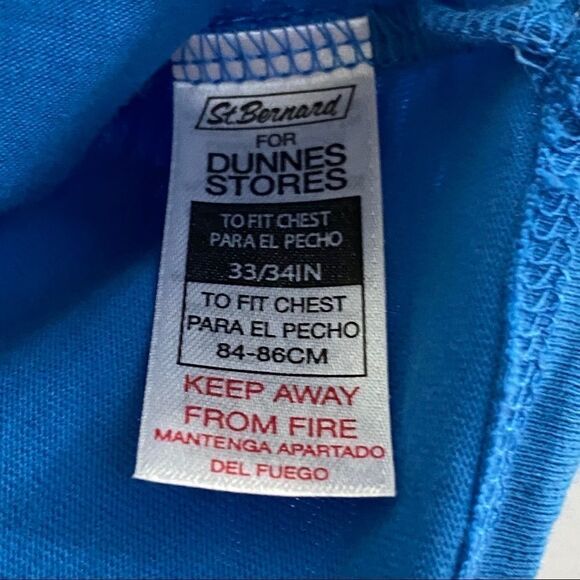 St.Bernard
FOR
DUNNES
STORES
TO FIT CHEST
PARA EL PECHO
33/34IN
TO FIT CHEST
PARA EL PECHO
84-86CM
KEEP AWAY
FROM FIRE
MANTENGA APARTADO
DEL FUEGO